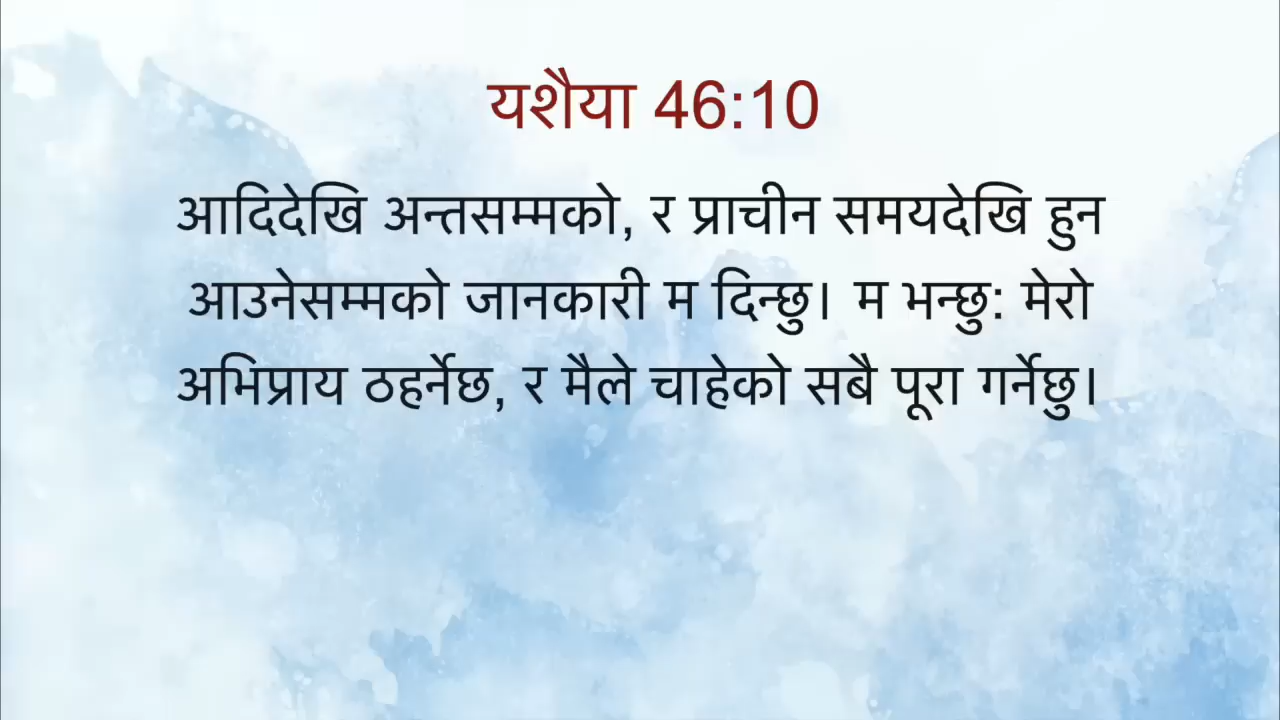 यशैया 46:10
आदिदेखि अन्तसम्मको, र प्राचीन समयदेखि हुन
आउनेसम्मको जानकारी म दिन्छु। म भन्छु: मेरो
अभिप्राय ठहर्नेछ, र मैले चाहेको सबै पूरा गर्नेछु।